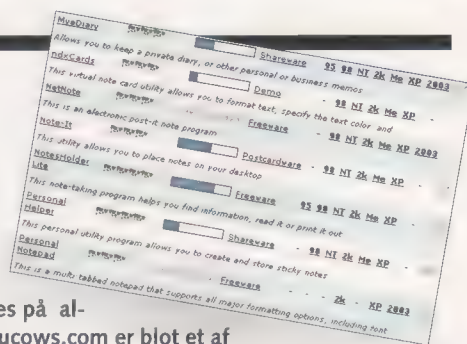 MyeDiary Shareware 95 98 NT 2k Me XP 2003
Allows you to keep a private diary, or other personal or business memos
ndxCards Demo - 98 NT 2k Me XP -
This virtual note card utility allows you to format text, specify the text color and
NetNote Freeware - 98 NT 2k Me XP -
This is an electronic post-it note program
Note-It Postcardware - 98 NT 2k Me XP - -
This utility allows you to place notes on your desktop
NotesHolder Lite Freeware 95 98 NT 2k Me XP 2003
This note-taking program helps you find information, read it or print it out
Personal Helper Shareware - 98 NT 2k Me XP -
This personal utility program allows you to create and store sticky notes
Personal Notepad Freeware - - - 2k - XP 2003
This is a multi-tabbed notepad that supports all major formatting options, including font
es på al-
ucows.com er blot et af